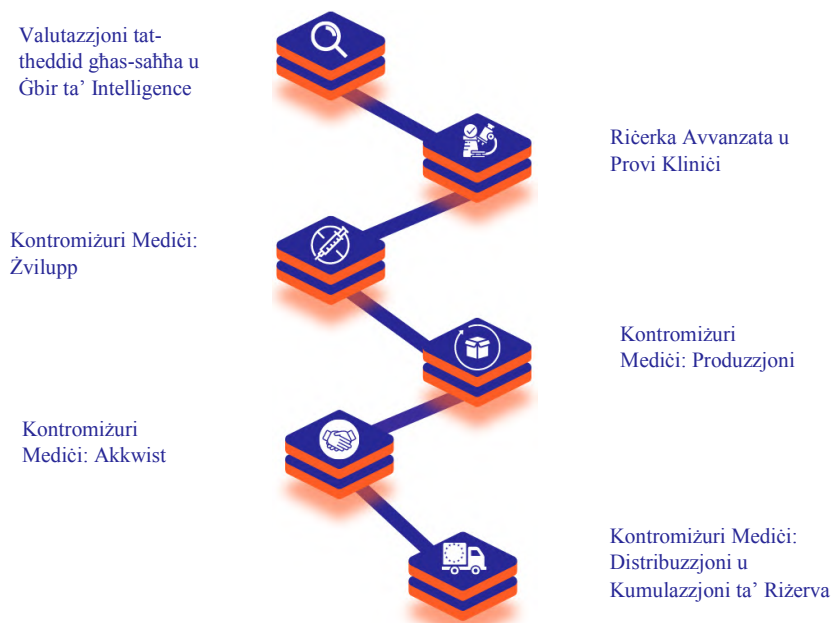 Valutazzjoni tat-
theddid għas-saħħa u
Ġbir ta’ Intelligence
Riċerka Avvanzata u
Provi Kliniċi
Kontromiżuri Mediċi:
Żvilupp
Kontromiżuri
Mediċi: Produzzjoni
Kontromiżuri
Mediċi: Akkwist
Kontromiżuri Mediċi:
Distribuzzjoni u
Kumulazzjoni ta’ Riżerva